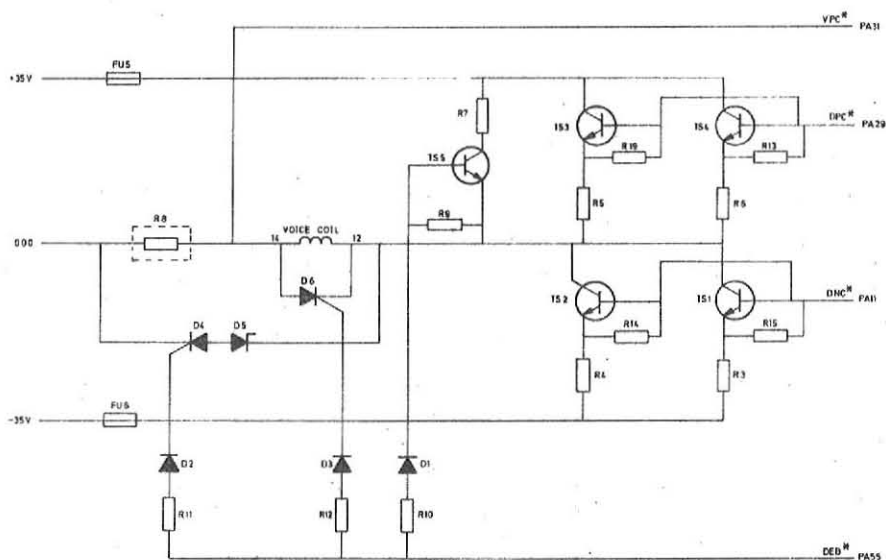 VPC* PA31
+35V FUS
R7
TS3 TS4 DPC* PA29
R19 R13
TS5
R5 R6
R9
R8
000 14 VOICE COIL 12
D6
TS2 TS1 DNC* PA11
D4 D5
R14 R15
R4 R3
FUS
-35V
D2 D3 D1
R11 R12 R10
DEB* PA55